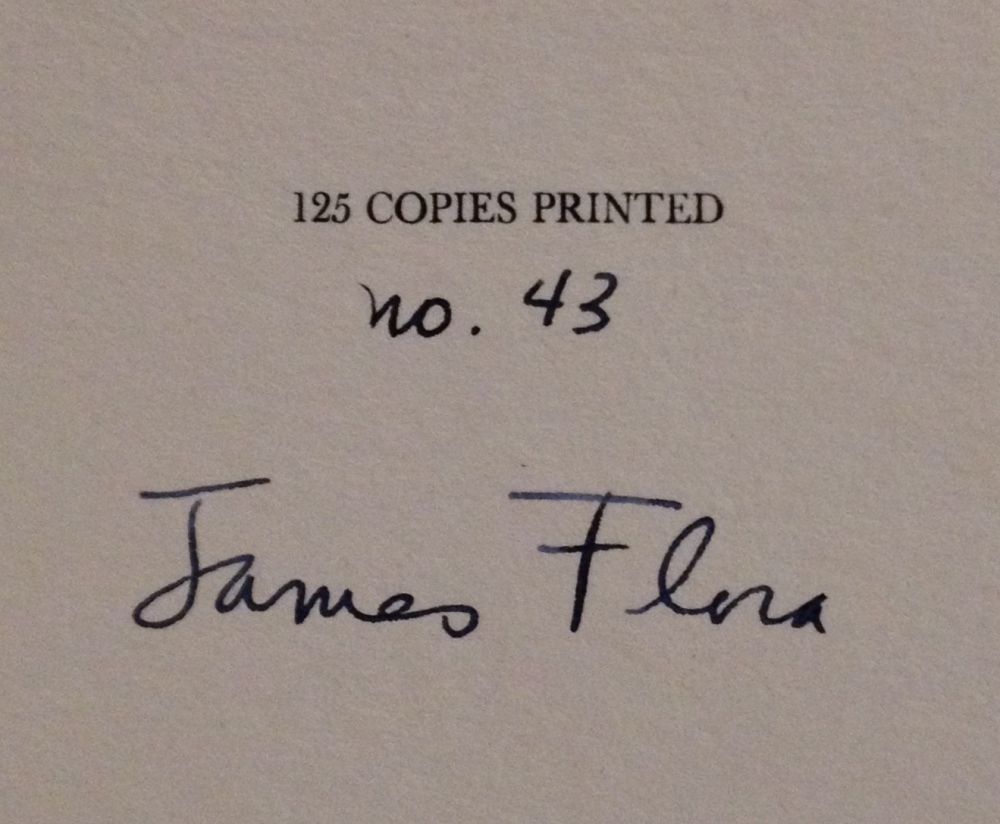 125 COPIES PRINTED
no. 43
James Flora